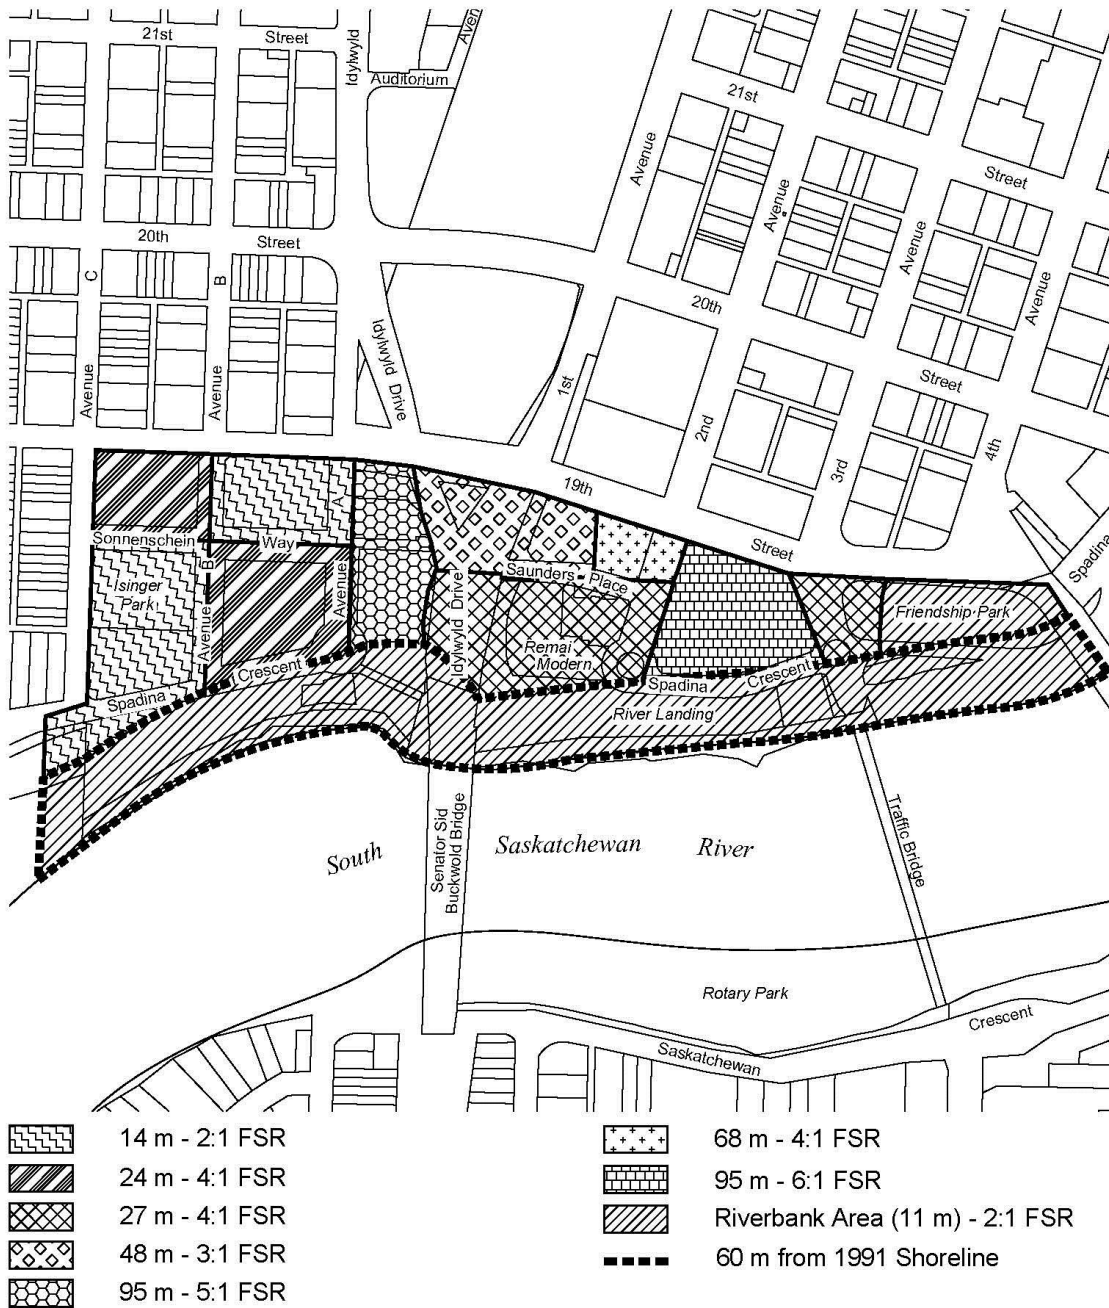 21st
Street
Idylwyld
Avenue
Auditorium
21st
Street
Avenue
Avenue
Avenue
Avenue
20th
Street
C
B
Avenue
Avenue
Idylwyld Drive
20th
Street
1st
2nd
3rd
4th
19th
Street
Spadina
Sonnenschein
Way
A
Avenue
B
Avenue
Isinger
Park
Saunders
Place
Idylwyld Drive
Remai
Modern
Friendship Park
Spadina
Crescent
Spadina
Crescent
River Landing
Senator Sid
Buckwold Bridge
Traffic Bridge
South Saskatchewan River
Rotary Park
Saskatchewan
Crescent
14 m - 2:1 FSR
24 m - 4:1 FSR
27 m - 4:1 FSR
48 m - 3:1 FSR
95 m - 5:1 FSR
68 m - 4:1 FSR
95 m - 6:1 FSR
Riverbank Area (11 m) - 2:1 FSR
60 m from 1991 Shoreline